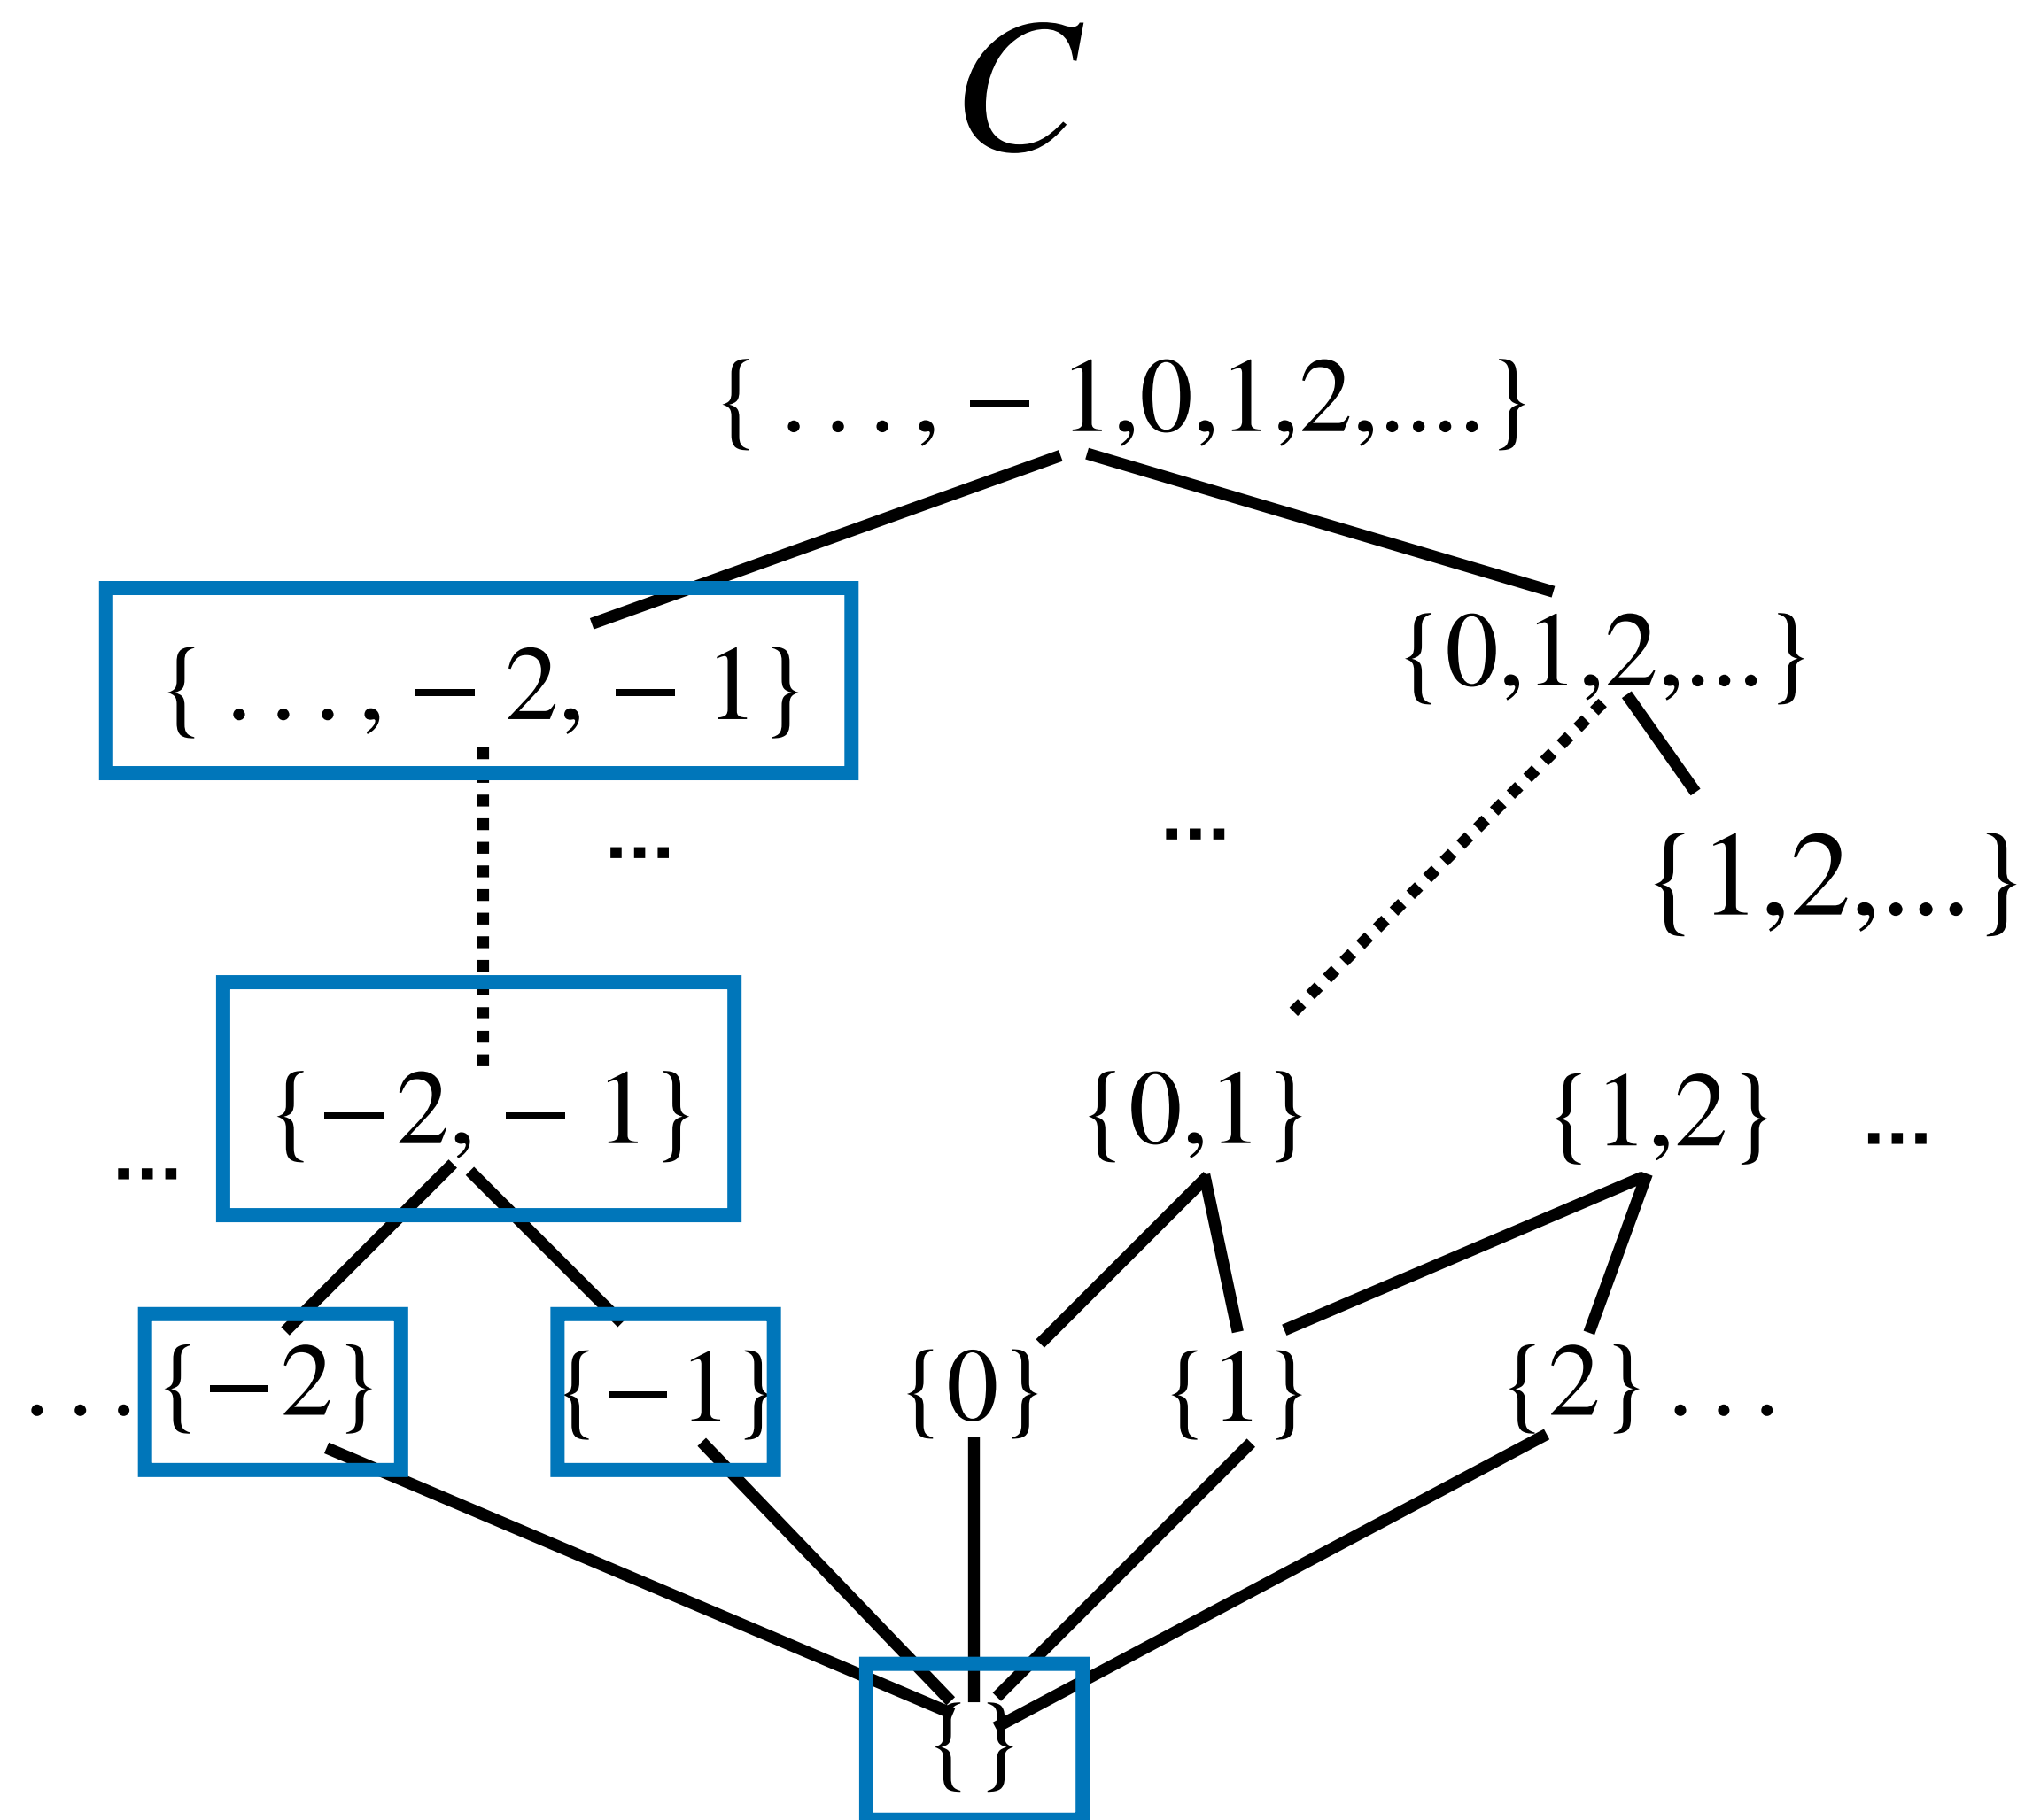 C
{ . . . , − 1,0,1,2,....}
{ . . . , − 2, − 1}
{0,1,2,...}
...
...
{1,2,...}
{−2, − 1}
{0,1}
{1,2}
...
...
. . . {−2}
{−1}
{0}
{1}
{2} . . .
{}